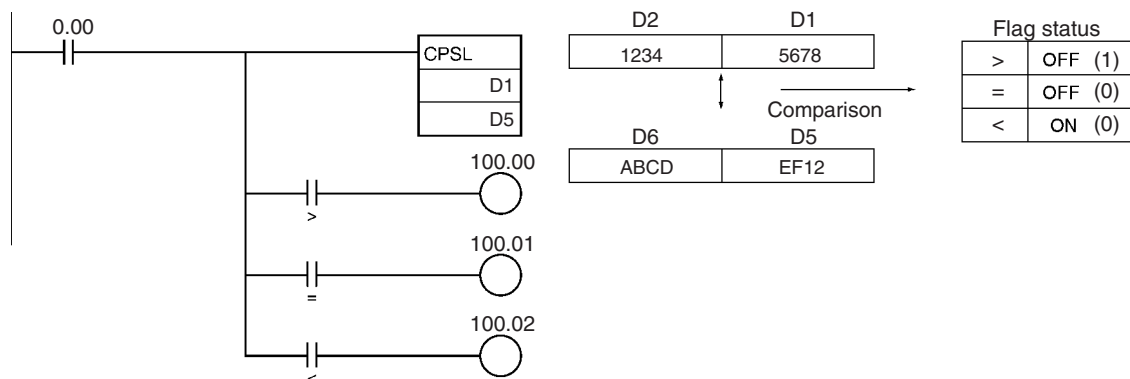 0.00
CPSL
D1
D5
100.00
>
100.01
=
100.02
<
D2 D1
1234 5678
Comparison
D6 D5
ABCD EF12
Flag status
> OFF (1)
= OFF (0)
< ON (0)